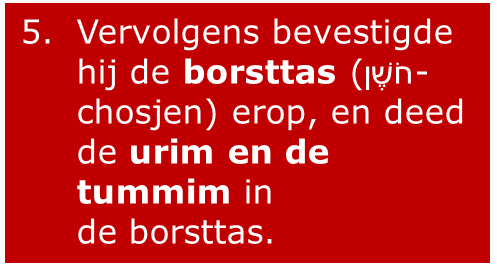 5. Vervolgens bevestigde
hij de borsttas (חֹשֶׁן-
chosjen) erop, en deed
de urim en de
tummim in
de borsttas.